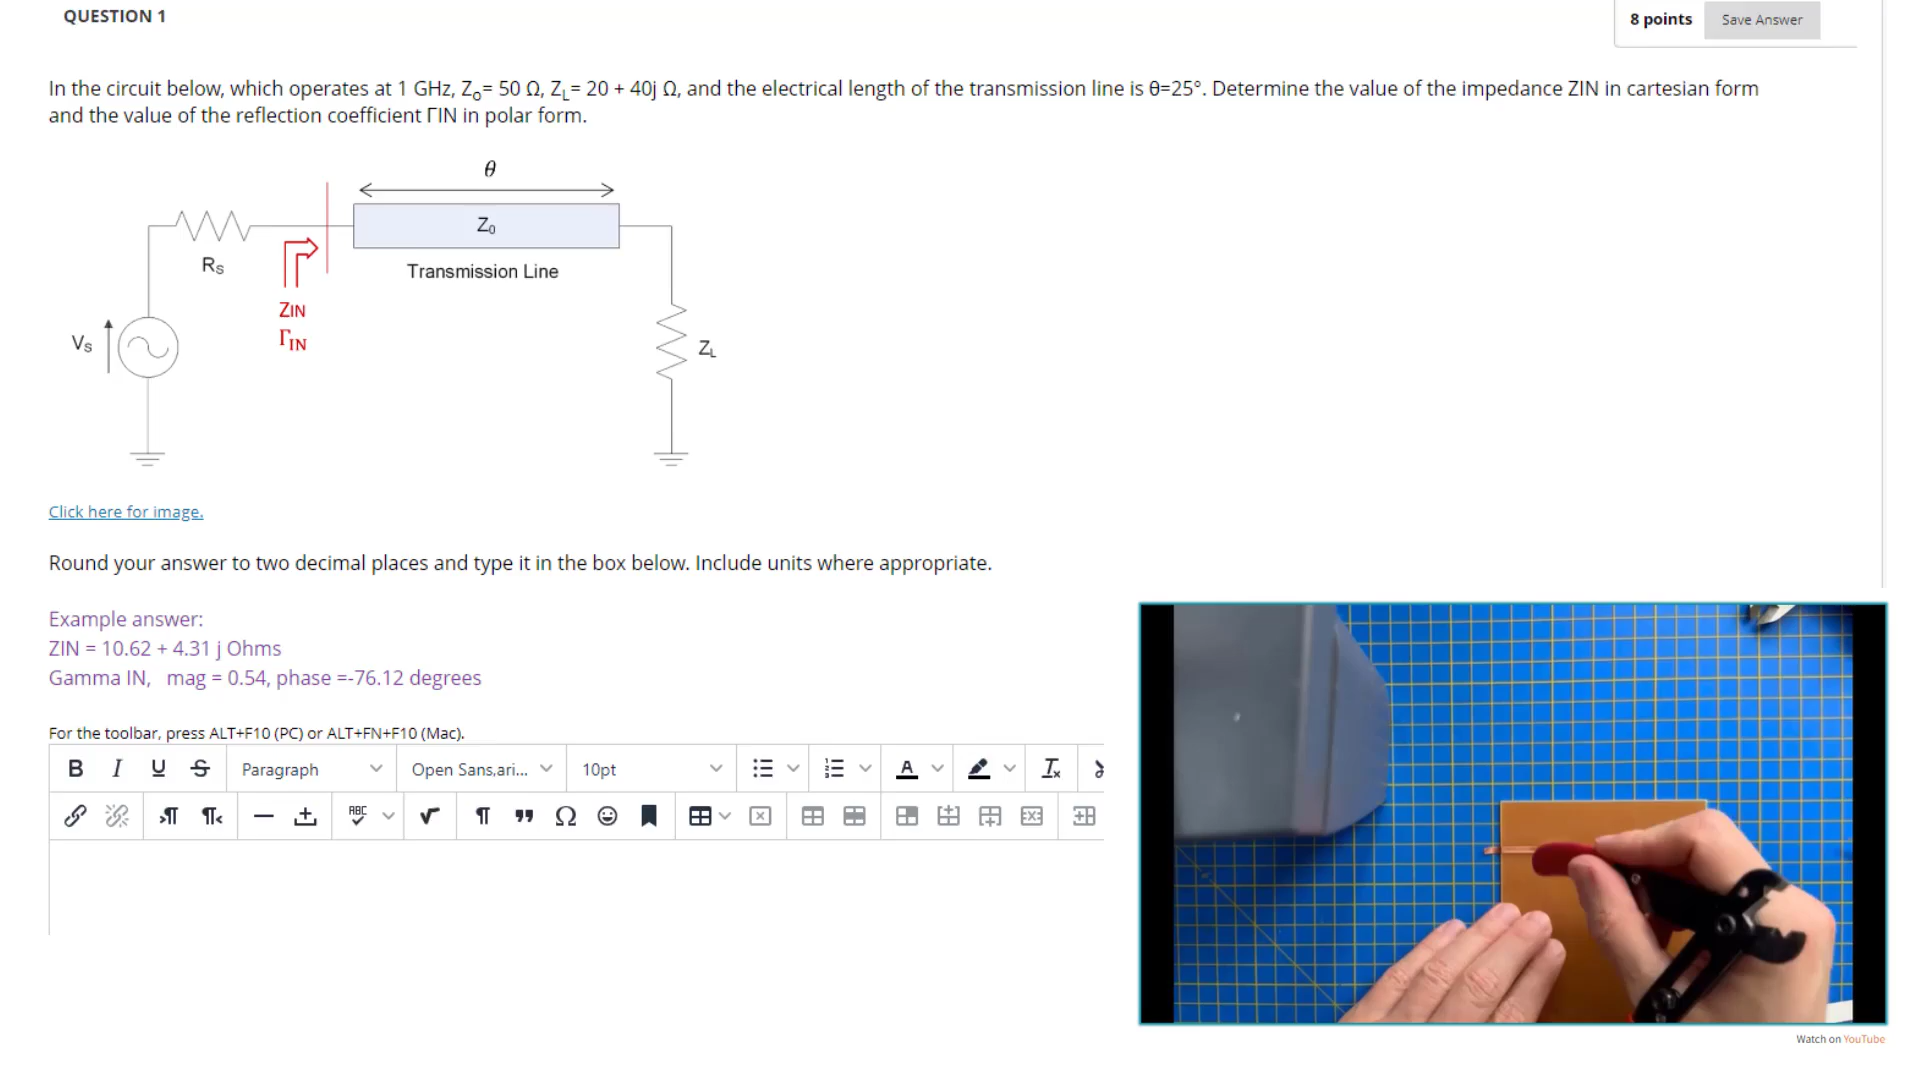 QUESTION 1
8 points
Save Answer
In the circuit below, which operates at 1 GHz, Zo= 50 Ω, ZL= 20 + 40j Ω, and the electrical length of the transmission line is θ=25°. Determine the value of the impedance ZIN in cartesian form
and the value of the reflection coefficient ΓIN in polar form.
θ
Z0
RS
Transmission Line
ZIN
ΓIN
VS
ZL
Click here for image.
Round your answer to two decimal places and type it in the box below. Include units where appropriate.
Example answer:
ZIN = 10.62 + 4.31 j Ohms
Gamma IN, mag = 0.54, phase =-76.12 degrees
For the toolbar, press ALT+F10 (PC) or ALT+FN+F10 (Mac).
B I U S Paragraph Open Sans,ari... 10pt A
ABC
Watch on YouTube